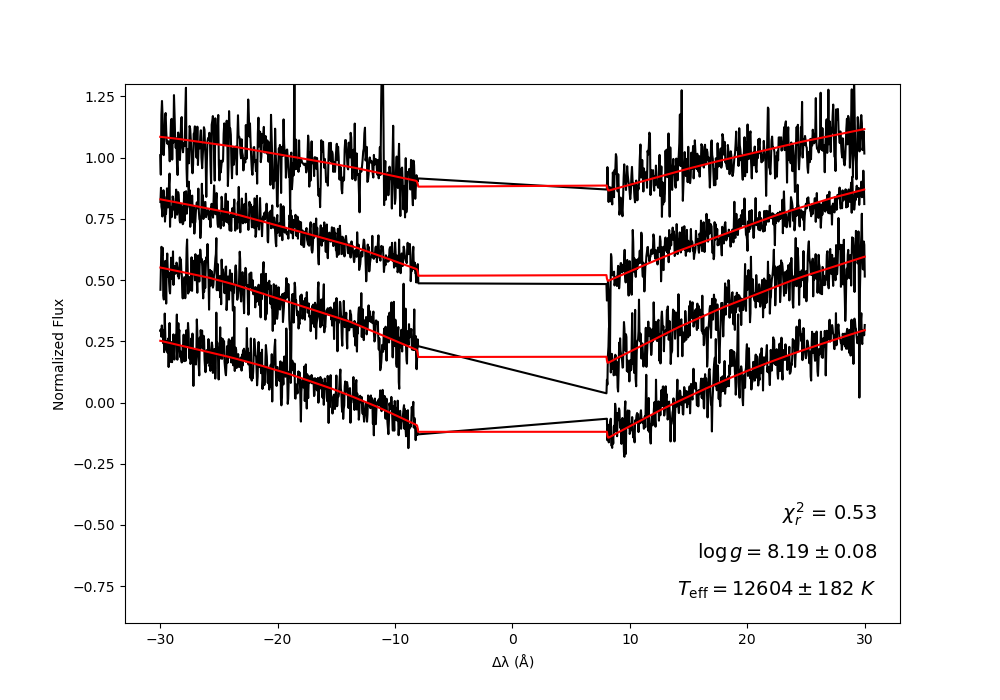 1.25
1.00
0.75
0.50
0.25
0.00
−0.25
−0.50
−0.75
Normalized Flux
χ²ᵣ = 0.53
log g = 8.19 ± 0.08
T_eff = 12604 ± 182 K
−30 −20 −10 0 10 20 30
Δλ (Å)